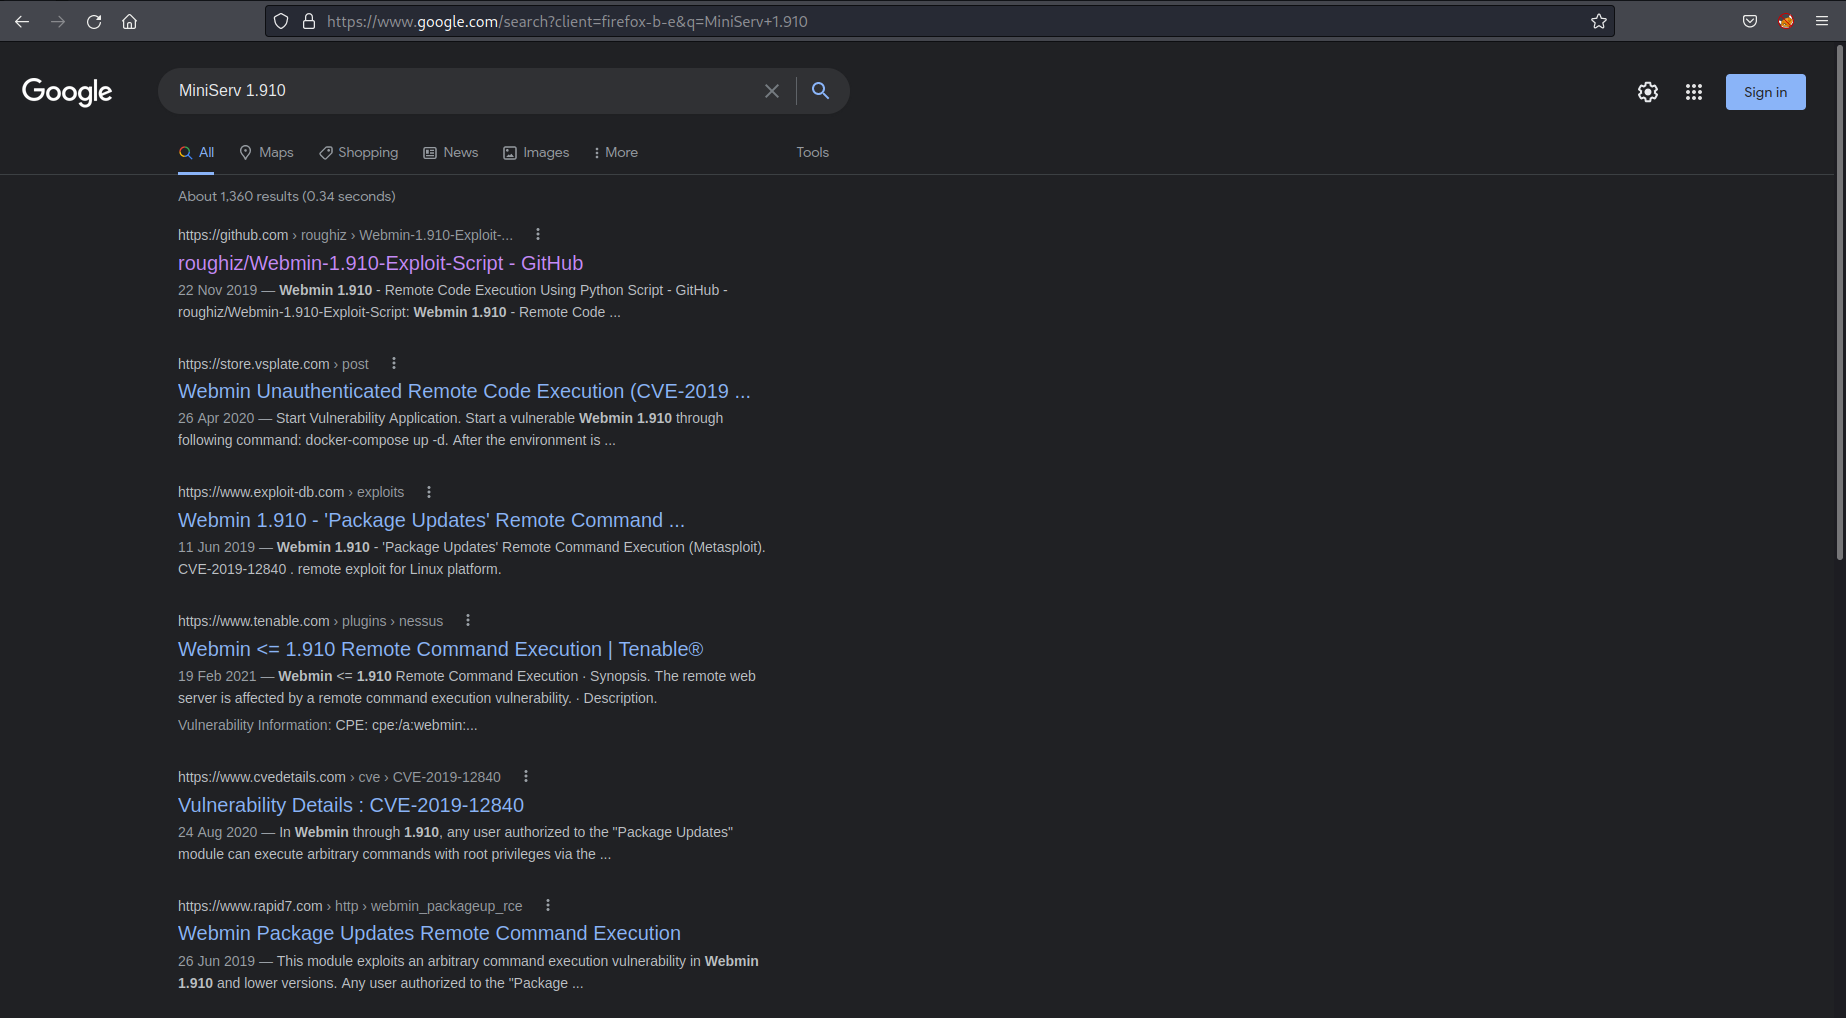 https://www.google.com/search?client=firefox-b-e&q=MiniServ+1.910
Google
MiniServ 1.910
Sign in
All Maps Shopping News Images More Tools
About 1,360 results (0.34 seconds)
https://github.com › roughiz › Webmin-1.910-Exploit-...
roughiz/Webmin-1.910-Exploit-Script - GitHub
22 Nov 2019 — Webmin 1.910 - Remote Code Execution Using Python Script - GitHub -
roughiz/Webmin-1.910-Exploit-Script: Webmin 1.910 - Remote Code ...
https://store.vsplate.com › post
Webmin Unauthenticated Remote Code Execution (CVE-2019 ...
26 Apr 2020 — Start Vulnerability Application. Start a vulnerable Webmin 1.910 through
following command: docker-compose up -d. After the environment is ...
https://www.exploit-db.com › exploits
Webmin 1.910 - 'Package Updates' Remote Command ...
11 Jun 2019 — Webmin 1.910 - 'Package Updates' Remote Command Execution (Metasploit).
CVE-2019-12840 . remote exploit for Linux platform.
https://www.tenable.com › plugins › nessus
Webmin <= 1.910 Remote Command Execution | Tenable®
19 Feb 2021 — Webmin <= 1.910 Remote Command Execution · Synopsis. The remote web
server is affected by a remote command execution vulnerability. · Description.
Vulnerability Information: CPE: cpe:/a:webmin:...
https://www.cvedetails.com › cve › CVE-2019-12840
Vulnerability Details : CVE-2019-12840
24 Aug 2020 — In Webmin through 1.910, any user authorized to the "Package Updates"
module can execute arbitrary commands with root privileges via the ...
https://www.rapid7.com › http › webmin_packageup_rce
Webmin Package Updates Remote Command Execution
26 Jun 2019 — This module exploits an arbitrary command execution vulnerability in Webmin
1.910 and lower versions. Any user authorized to the "Package ...